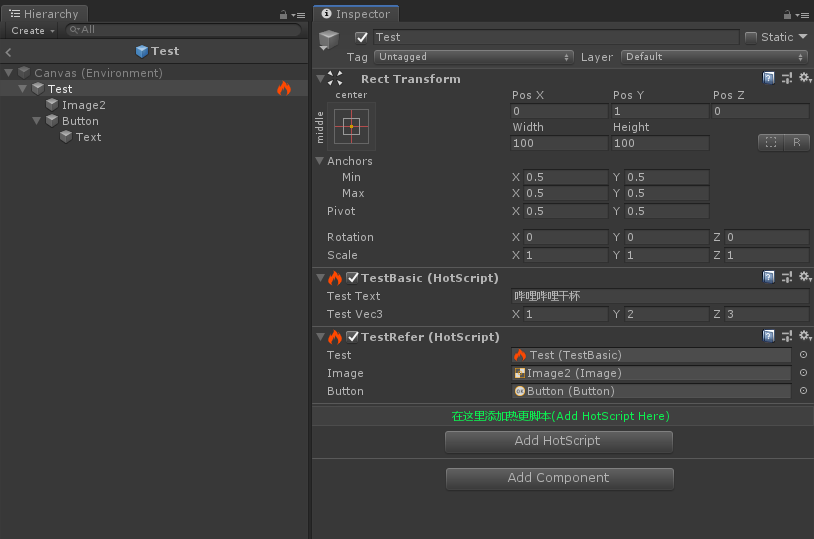 Hierarchy
Create
All
Test
Canvas (Environment)
Test
Image2
Button
Text
Inspector
Test
Static
Tag Untagged Layer Default
Rect Transform
center
middle
Pos X Pos Y Pos Z
0 1 0
Width Height
100 100
R
Anchors
Min X 0.5 Y 0.5
Max X 0.5 Y 0.5
Pivot X 0.5 Y 0.5
Rotation X 0 Y 0 Z 0
Scale X 1 Y 1 Z 1
TestBasic (HotScript)
Test Text 哔哩哔哩干杯
Test Vec3 X 1 Y 2 Z 3
TestRefer (HotScript)
Test Test (TestBasic)
Image Image2 (Image)
Button Button (Button)
在这里添加热更脚本(Add HotScript Here)
Add HotScript
Add Component